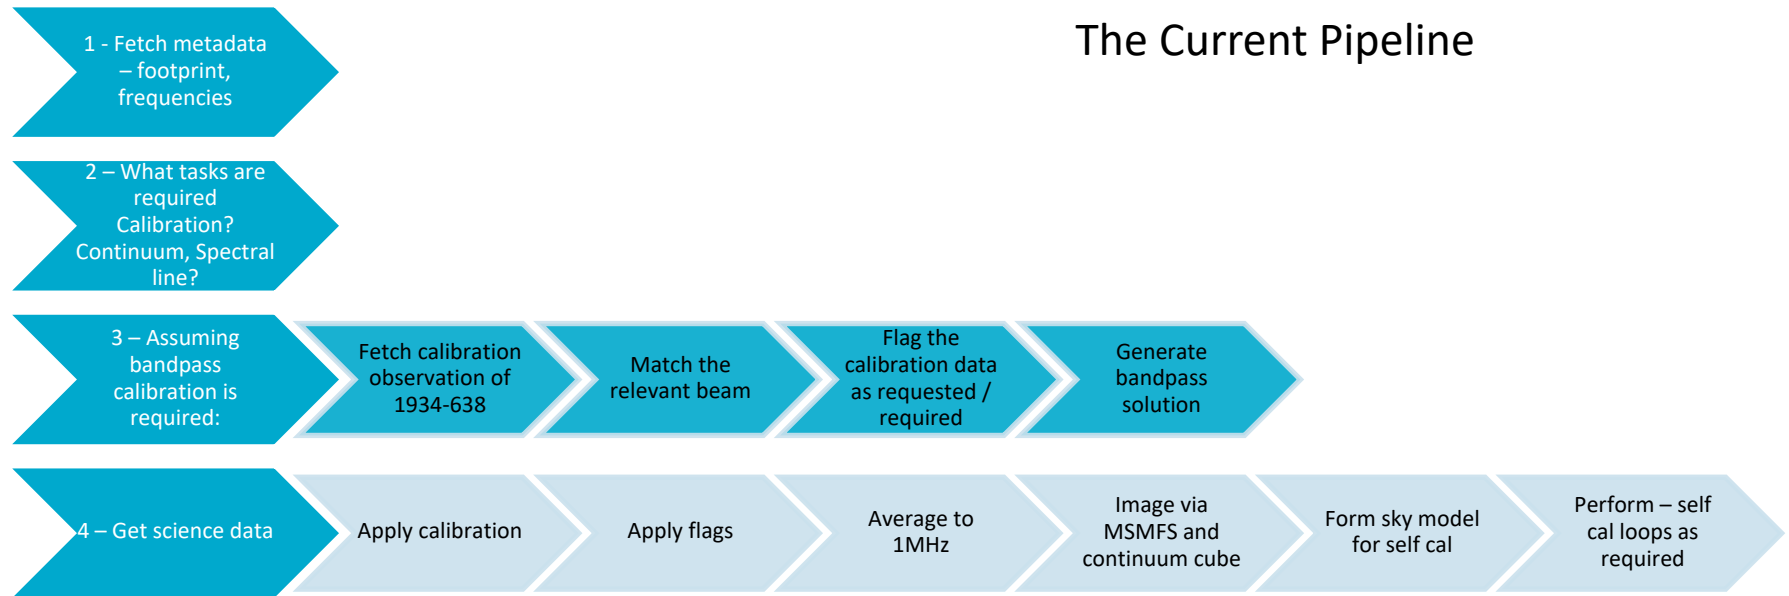 The Current Pipeline
1 - Fetch metadata
– footprint,
frequencies
2 – What tasks are
required
Calibration?
Continuum, Spectral
line?
3 – Assuming
bandpass
calibration is
required:
Fetch calibration
observation of
1934-638
Match the
relevant beam
Flag the
calibration data
as requested /
required
Generate
bandpass
solution
4 – Get science data
Apply calibration
Apply flags
Average to
1MHz
Image via
MSMFS and
continuum cube
Form sky model
for self cal
Perform – self
cal loops as
required